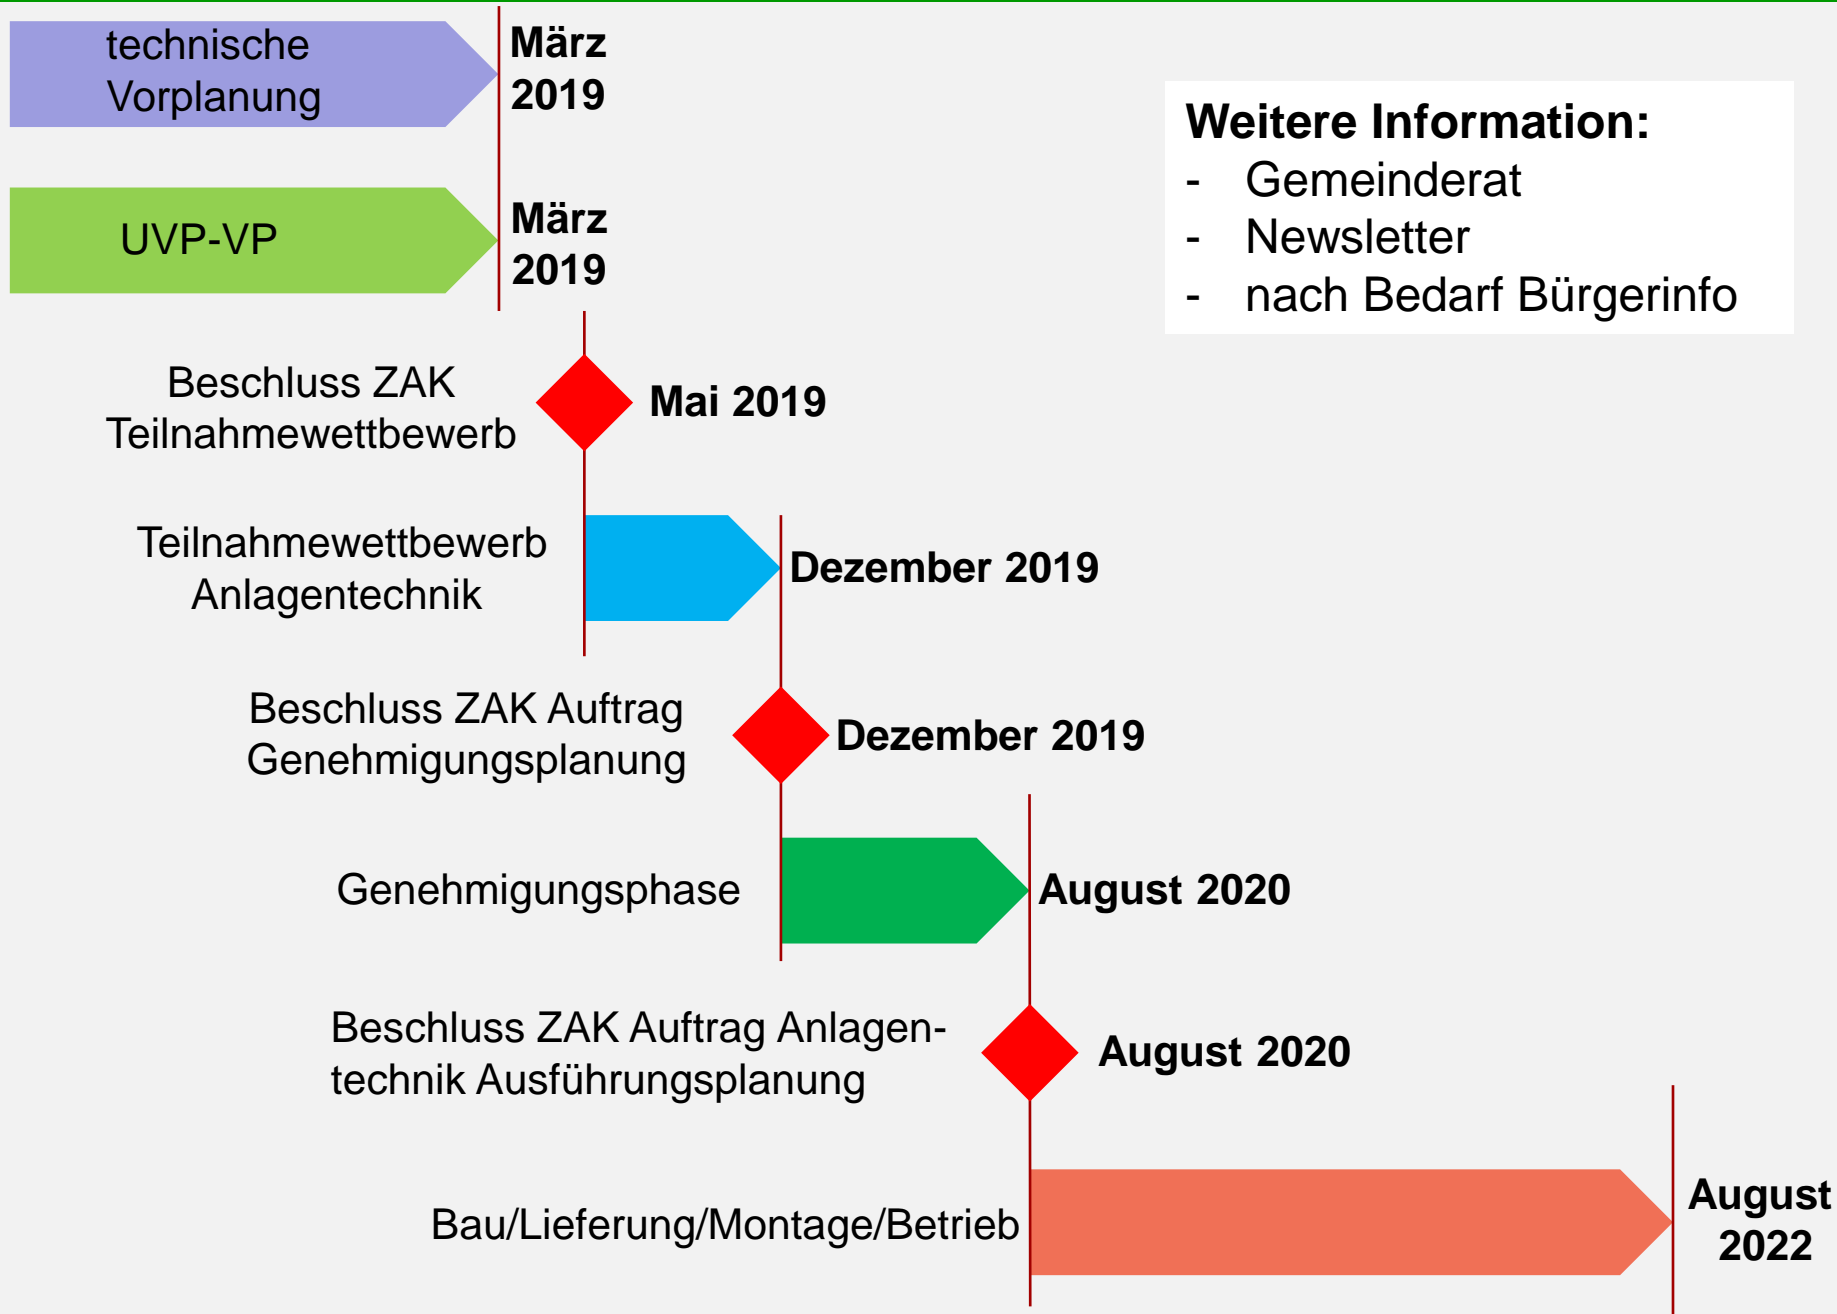 technische
Vorplanung
März
2019
Weitere Information:
- Gemeinderat
- Newsletter
- nach Bedarf Bürgerinfo
UVP-VP
März
2019
Beschluss ZAK
Teilnahmewettbewerb
Mai 2019
Teilnahmewettbewerb
Anlagentechnik
Dezember 2019
Beschluss ZAK Auftrag
Genehmigungsplanung
Dezember 2019
Genehmigungsphase
August 2020
Beschluss ZAK Auftrag Anlagen-
technik Ausführungsplanung
August 2020
Bau/Lieferung/Montage/Betrieb
August
2022